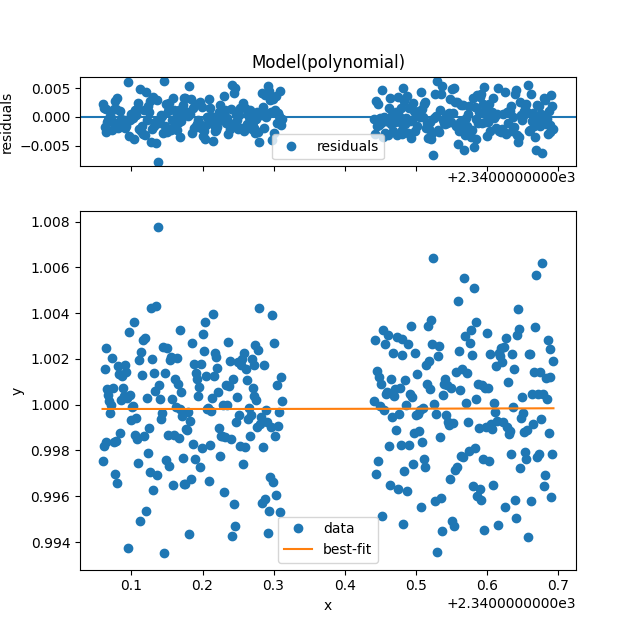 Model(polynomial)
0.005
0.000
−0.005
residuals
residuals
+2.3400000000e3
1.008
1.006
1.004
1.002
1.000
0.998
0.996
0.994
y
data
best-fit
0.1 0.2 0.3 0.4 0.5 0.6 0.7
x
+2.3400000000e3